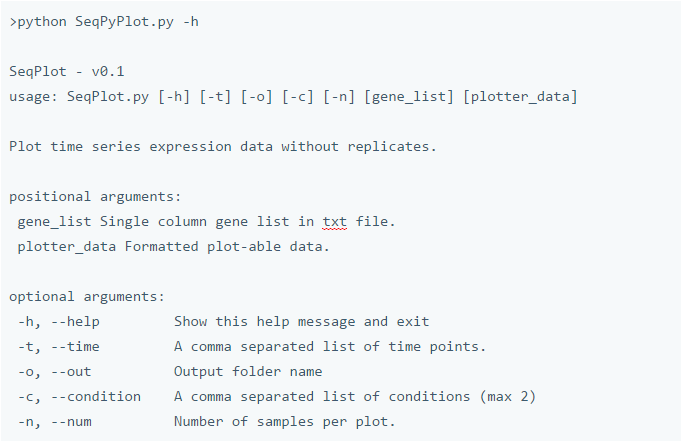 >python SeqPyPlot.py -h
SeqPlot - v0.1
usage: SeqPlot.py [-h] [-t] [-o] [-c] [-n] [gene_list] [plotter_data]
Plot time series expression data without replicates.
positional arguments:
gene_list Single column gene list in txt file.
plotter_data Formatted plot-able data.
optional arguments:
-h, --help Show this help message and exit
-t, --time A comma separated list of time points.
-o, --out Output folder name
-c, --condition A comma separated list of conditions (max 2)
-n, --num Number of samples per plot.